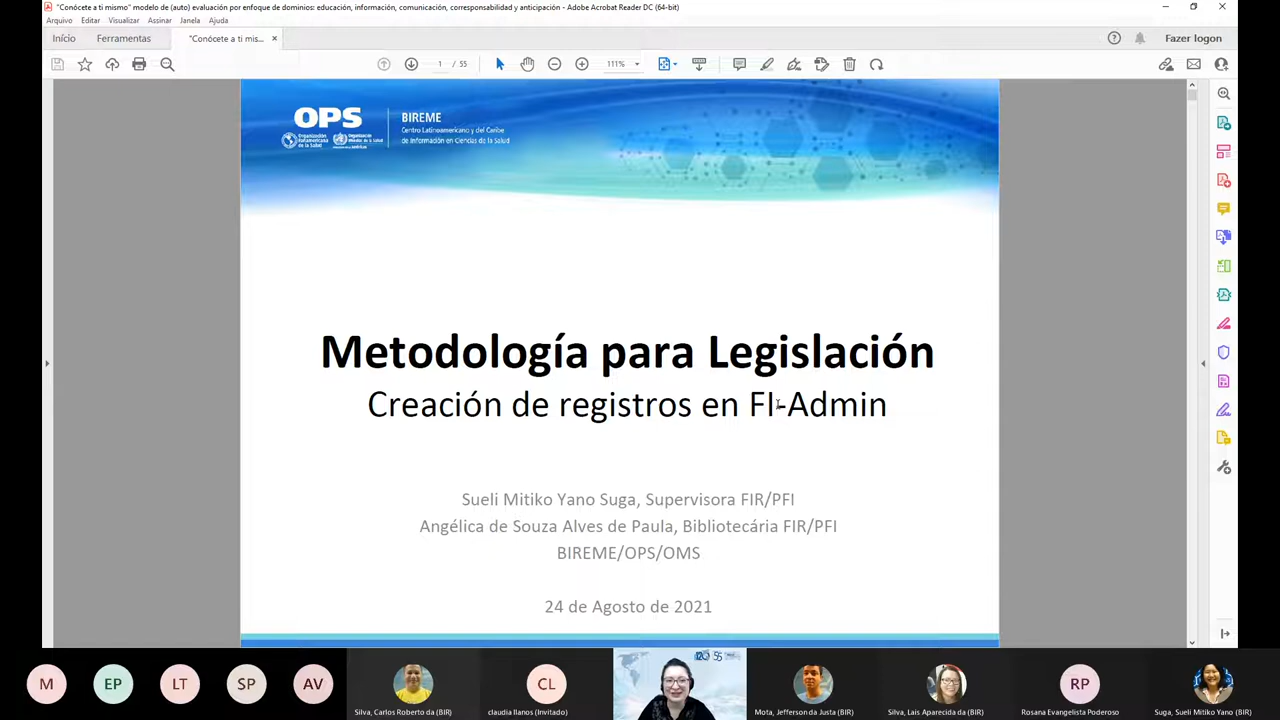 "Conócete a ti mismo" modelo de (auto) evaluación por enfoque de dominios: educación, información, comunicación, corresponsabilidad y anticipación - Adobe Acrobat Reader DC (64-bit)
Arquivo Editar Visualizar Assinar Janela Ajuda
Início Ferramentas "Conócete a ti mis... Fazer logon
1 / 55 111%
OPS BIREME
Centro Latinoamericano y del Caribe
de Información en Ciencias de la Salud
Organización
Panamericana
de la Salud
Metodología para Legislación
Creación de registros en FI-Admin
Sueli Mitiko Yano Suga, Supervisora FIR/PFI
Angélica de Souza Alves de Paula, Bibliotecária FIR/PFI
BIREME/OPS/OMS
24 de Agosto de 2021
M EP LT SP AV CL RP
Silva, Carlos Roberto da (BIR) claudia llanos (Invitado) Mota, Jefferson da Justa (BIR) Silva, Lais Aparecida da (BIR) Rosana Evangelista Poderoso Suga, Sueli Mitiko Yano (BIR)